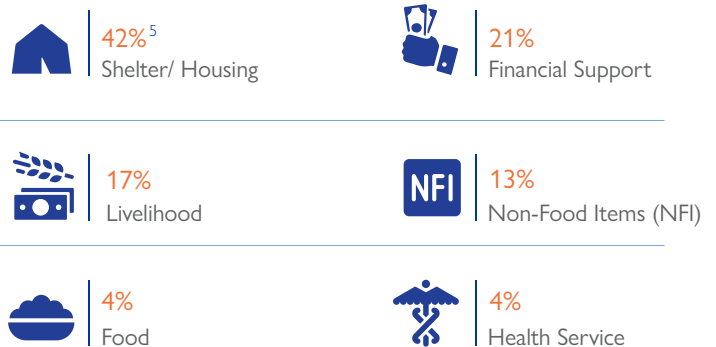 42%5
Shelter/ Housing
21%
Financial Support
17%
Livelihood
NFI
13%
Non-Food Items (NFI)
4%
Food
4%
Health Service